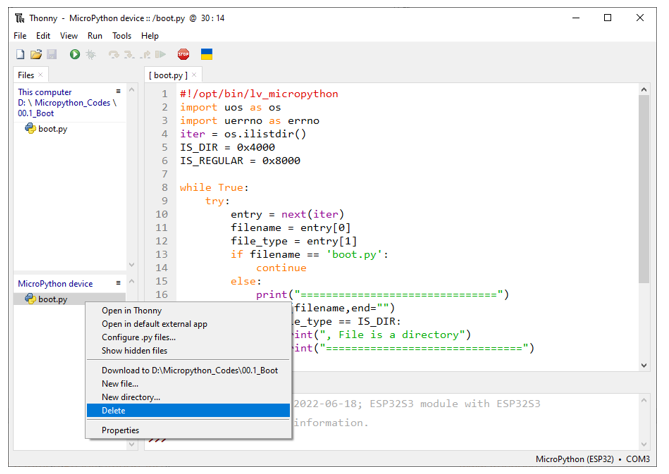 Thonny - MicroPython device :: /boot.py @ 30 : 14
File Edit View Run Tools Help
STOP
Files ×
This computer
D: \ Micropython_Codes \
00.1_Boot
boot.py
MicroPython device
boot.py
[ boot.py ] ×
1 #!/opt/bin/lv_micropython
2 import uos as os
3 import uerrno as errno
4 iter = os.ilistdir()
5 IS_DIR = 0x4000
6 IS_REGULAR = 0x8000
7
8 while True:
9 try:
10 entry = next(iter)
11 filename = entry[0]
12 file_type = entry[1]
13 if filename == 'boot.py':
14 continue
15 else:
16 print("===============================")
filename,end="")
e_type == IS_DIR:
int(", File is a directory")
int("===============================")
Open in Thonny
Open in default external app
Configure .py files...
Show hidden files
Download to D:\Micropython_Codes\00.1_Boot
New file...
New directory...
Delete
Properties
2022-06-18; ESP32S3 module with ESP32S3
information.
>>>
MicroPython (ESP32) • COM3